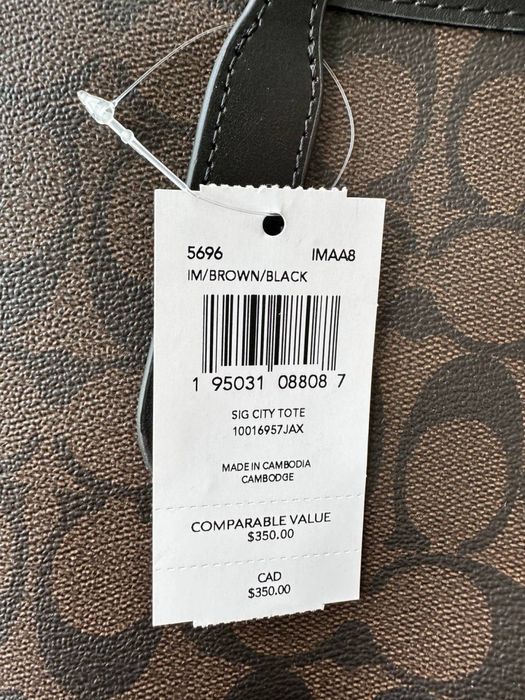 5696 IMAA8
IM/BROWN/BLACK
1 95031 08808 7
SIG CITY TOTE
10016957JAX
MADE IN CAMBODIA
CAMBODGE
COMPARABLE VALUE
$350.00
CAD
$350.00